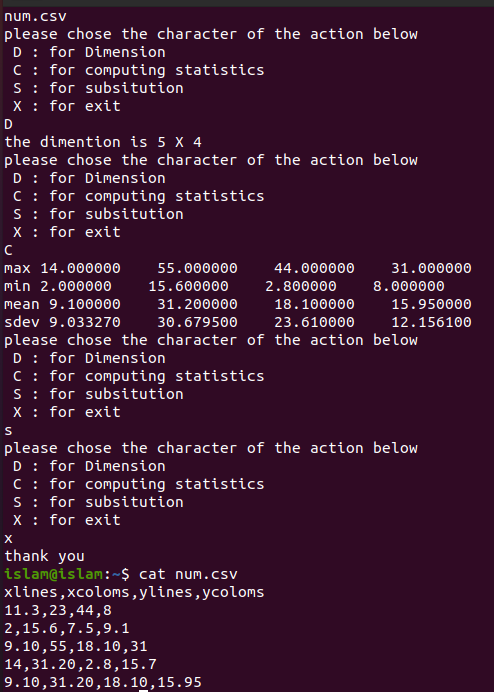 num.csv
please chose the character of the action below
 D : for Dimension
 C : for computing statistics
 S : for subsitution
 X : for exit
D
the dimention is 5 X 4
please chose the character of the action below
 D : for Dimension
 C : for computing statistics
 S : for subsitution
 X : for exit
C
max 14.000000    55.000000    44.000000    31.000000
min 2.000000    15.600000    2.800000    8.000000
mean 9.100000    31.200000    18.100000    15.950000
sdev 9.033270    30.679500    23.610000    12.156100
please chose the character of the action below
 D : for Dimension
 C : for computing statistics
 S : for subsitution
 X : for exit
s
please chose the character of the action below
 D : for Dimension
 C : for computing statistics
 S : for subsitution
 X : for exit
x
thank you
islam@islam:~$ cat num.csv
xlines,xcoloms,ylines,ycoloms
11.3,23,44,8
2,15.6,7.5,9.1
9.10,55,18.10,31
14,31.20,2.8,15.7
9.10,31.20,18.10,15.95